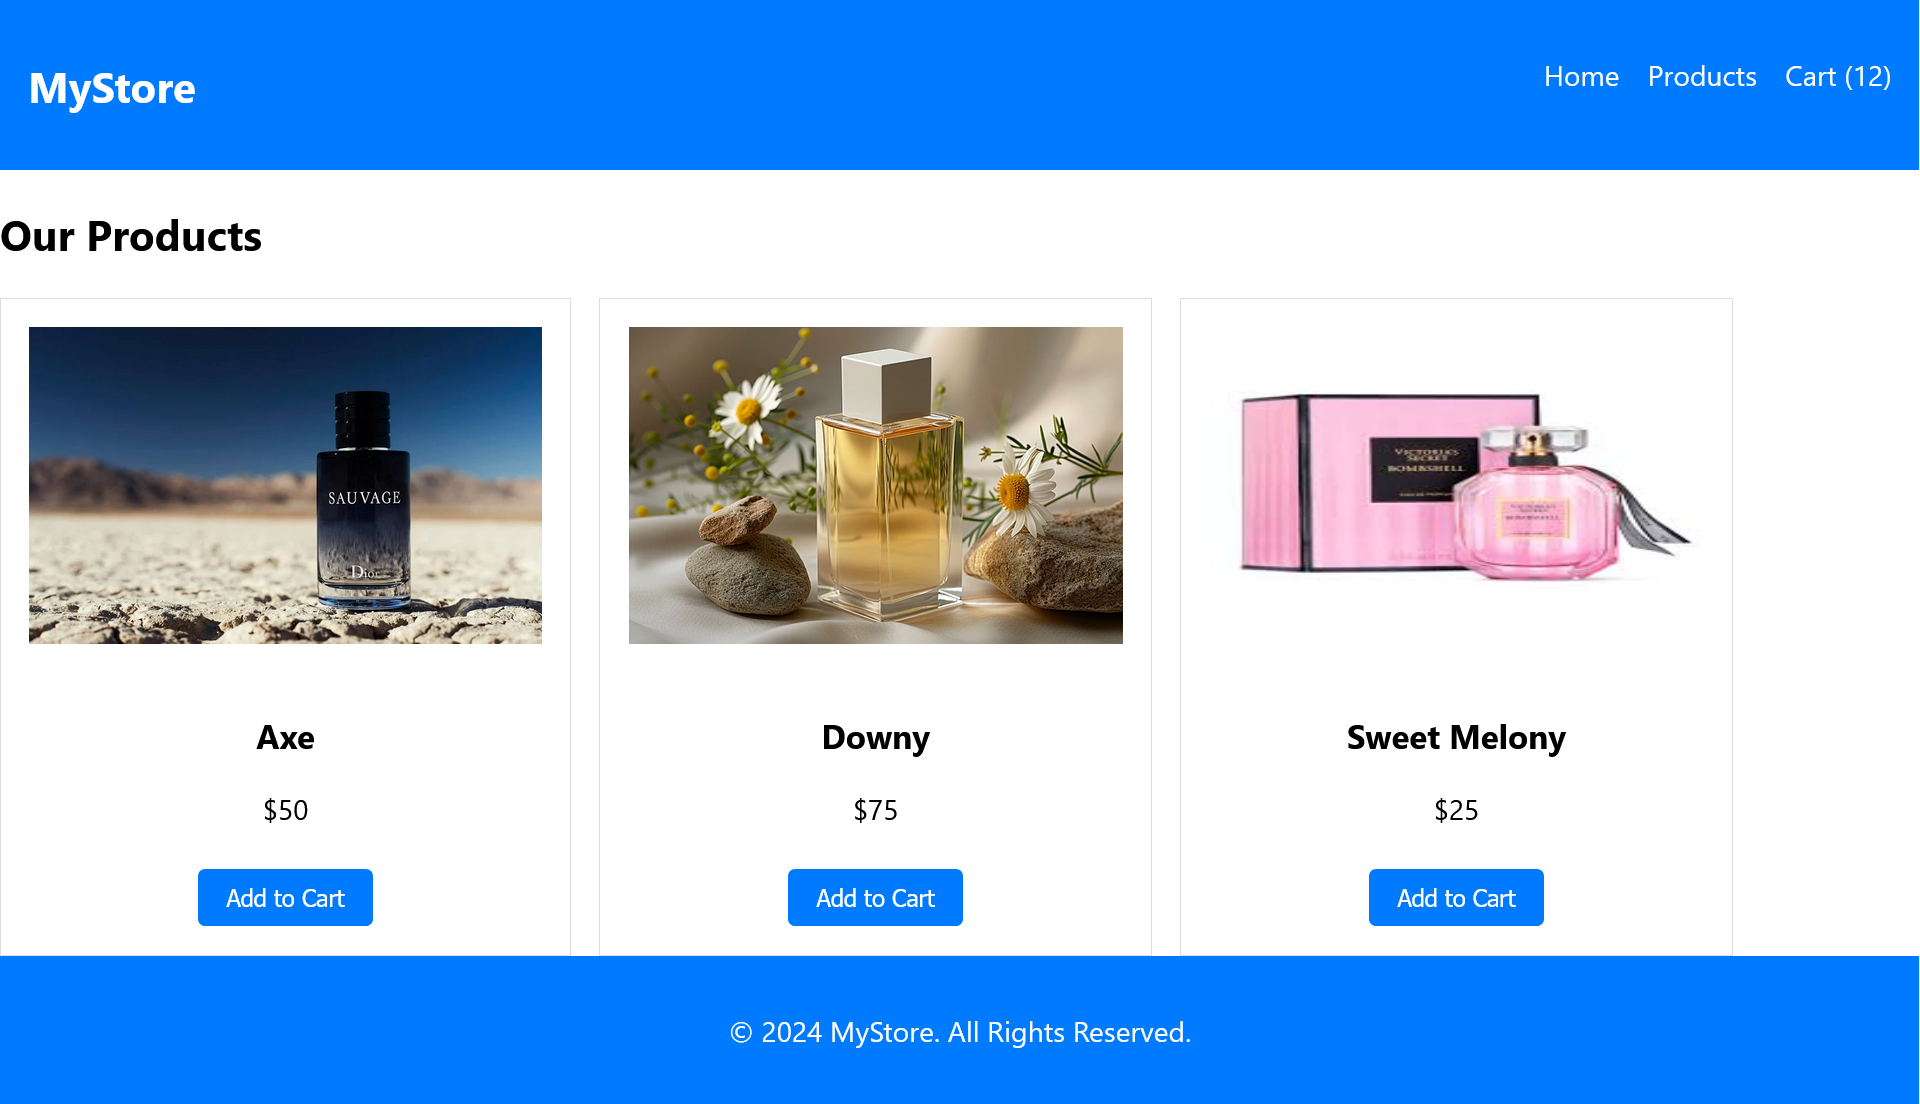 MyStore
Home Products Cart (12)
Our Products
SAUVAGE
Dior
VICTORIA'S
SECRET
BOMBSHELL
BOMBSHELL
Axe
Downy
Sweet Melony
$50
$75
$25
Add to Cart
Add to Cart
Add to Cart
© 2024 MyStore. All Rights Reserved.